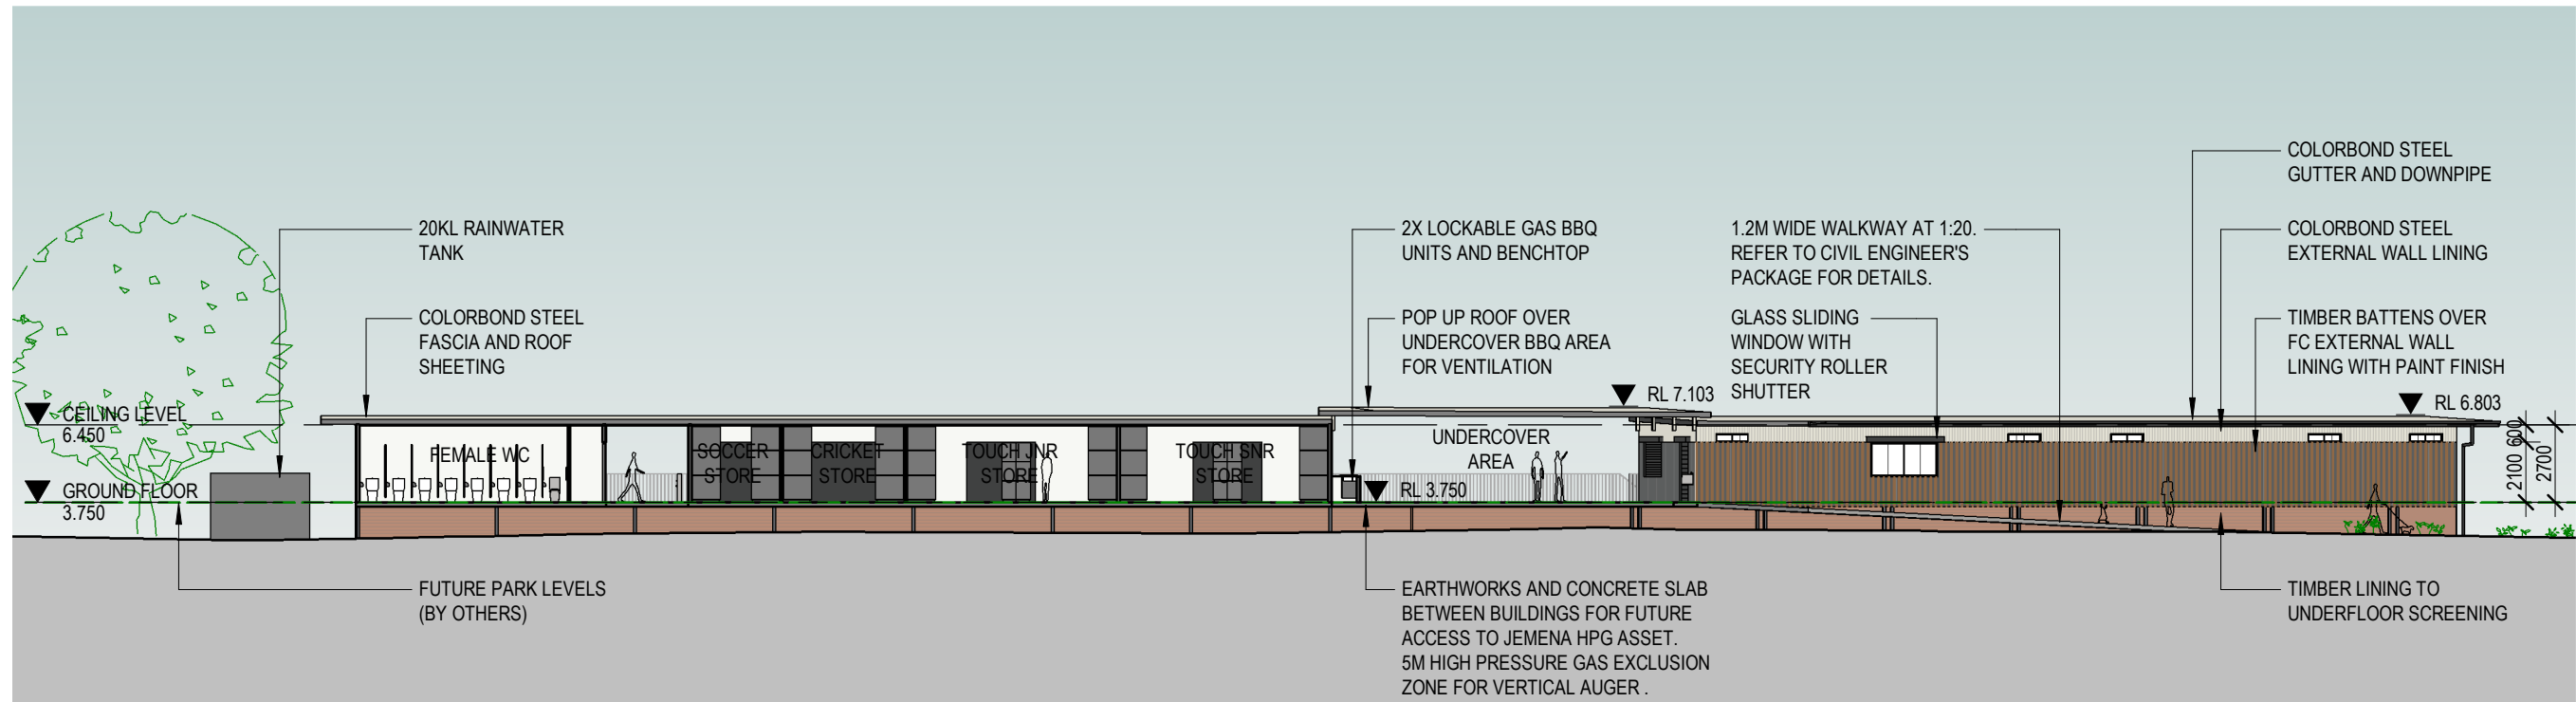 COLORBOND STEEL
GUTTER AND DOWNPIPE
20KL RAINWATER
TANK
2X LOCKABLE GAS BBQ
UNITS AND BENCHTOP
1.2M WIDE WALKWAY AT 1:20.
REFER TO CIVIL ENGINEER'S
PACKAGE FOR DETAILS.
COLORBOND STEEL
EXTERNAL WALL LINING
COLORBOND STEEL
FASCIA AND ROOF
SHEETING
POP UP ROOF OVER
UNDERCOVER BBQ AREA
FOR VENTILATION
GLASS SLIDING
WINDOW WITH
SECURITY ROLLER
SHUTTER
TIMBER BATTENS OVER
FC EXTERNAL WALL
LINING WITH PAINT FINISH
RL 7.103
RL 6.803
CEILING LEVEL
6.450
FEMALE WC
SOCCER
STORE
CRICKET
STORE
TOUCH JNR
STORE
TOUCH SNR
STORE
UNDERCOVER
AREA
600
2100
2700
GROUND FLOOR
3.750
RL 3.750
FUTURE PARK LEVELS
(BY OTHERS)
EARTHWORKS AND CONCRETE SLAB
BETWEEN BUILDINGS FOR FUTURE
ACCESS TO JEMENA HPG ASSET.
5M HIGH PRESSURE GAS EXCLUSION
ZONE FOR VERTICAL AUGER .
TIMBER LINING TO
UNDERFLOOR SCREENING